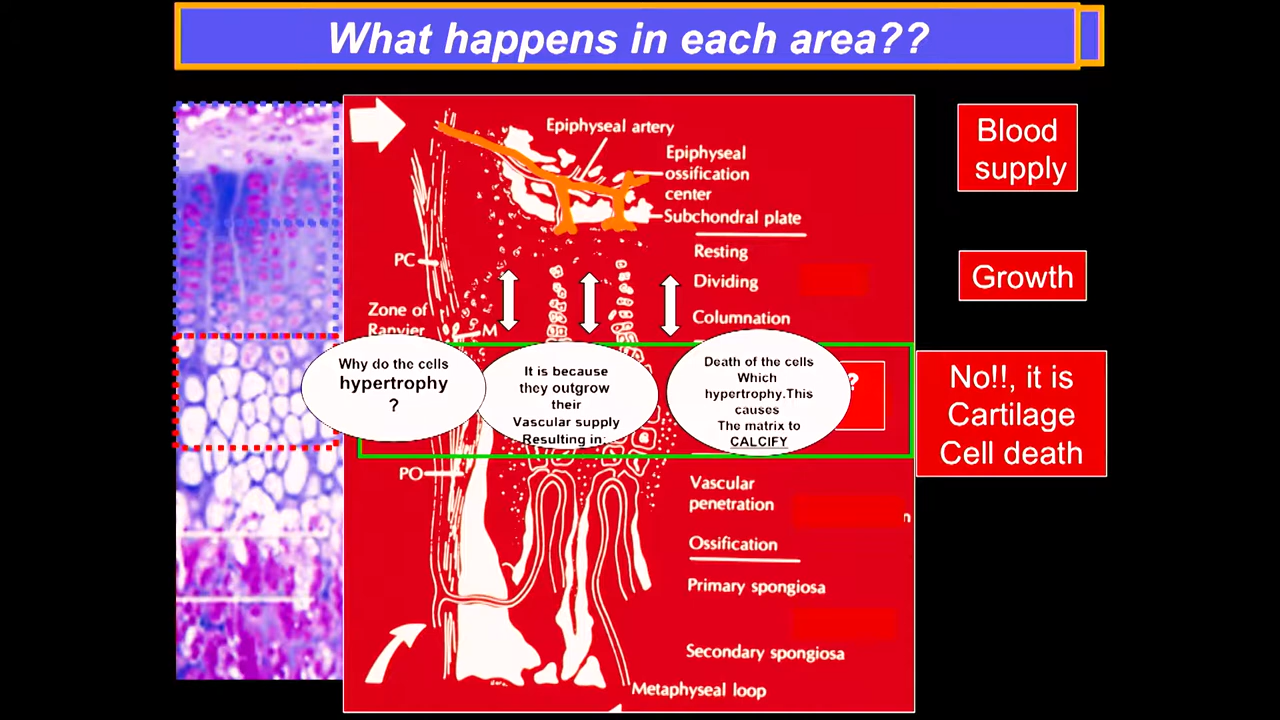 What happens in each area??
Epiphyseal artery
Epiphyseal
ossification
center
Subchondral plate
Resting
Dividing
Columnation
PC
Zone of
Ranvier
M
Why do the cells
hypertrophy
?
It is because
they outgrow
their
Vascular supply
Resulting in:
Death of the cells
Which
hypertrophy.This
causes
The matrix to
CALCIFY
?
PO
Vascular
penetration
n
Ossification
Primary spongiosa
Secondary spongiosa
Metaphyseal loop
Blood
supply
Growth
No!!, it is
Cartilage
Cell death